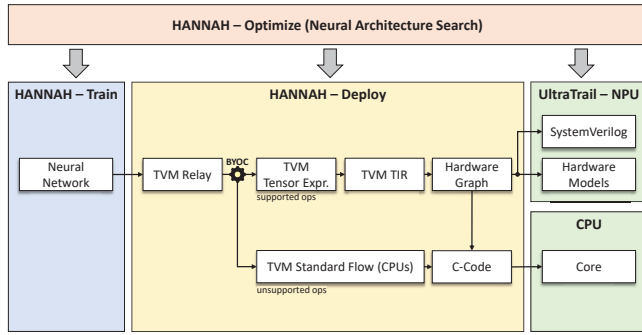 HANNAH – Optimize (Neural Architecture Search)
HANNAH – Train
HANNAH – Deploy
UltraTrail – NPU
SystemVerilog
BYOC
Neural
Network
TVM Relay
TVM
Tensor Expr.
supported ops
TVM TIR
Hardware
Graph
Hardware
Models
CPU
TVM Standard Flow (CPUs)
unsupported ops
C-Code
Core